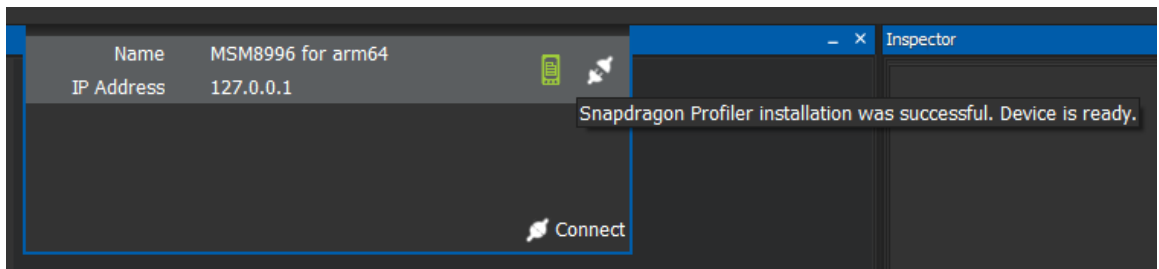 Inspector
Name MSM8996 for arm64
IP Address 127.0.0.1
Snapdragon Profiler installation was successful. Device is ready.
Connect